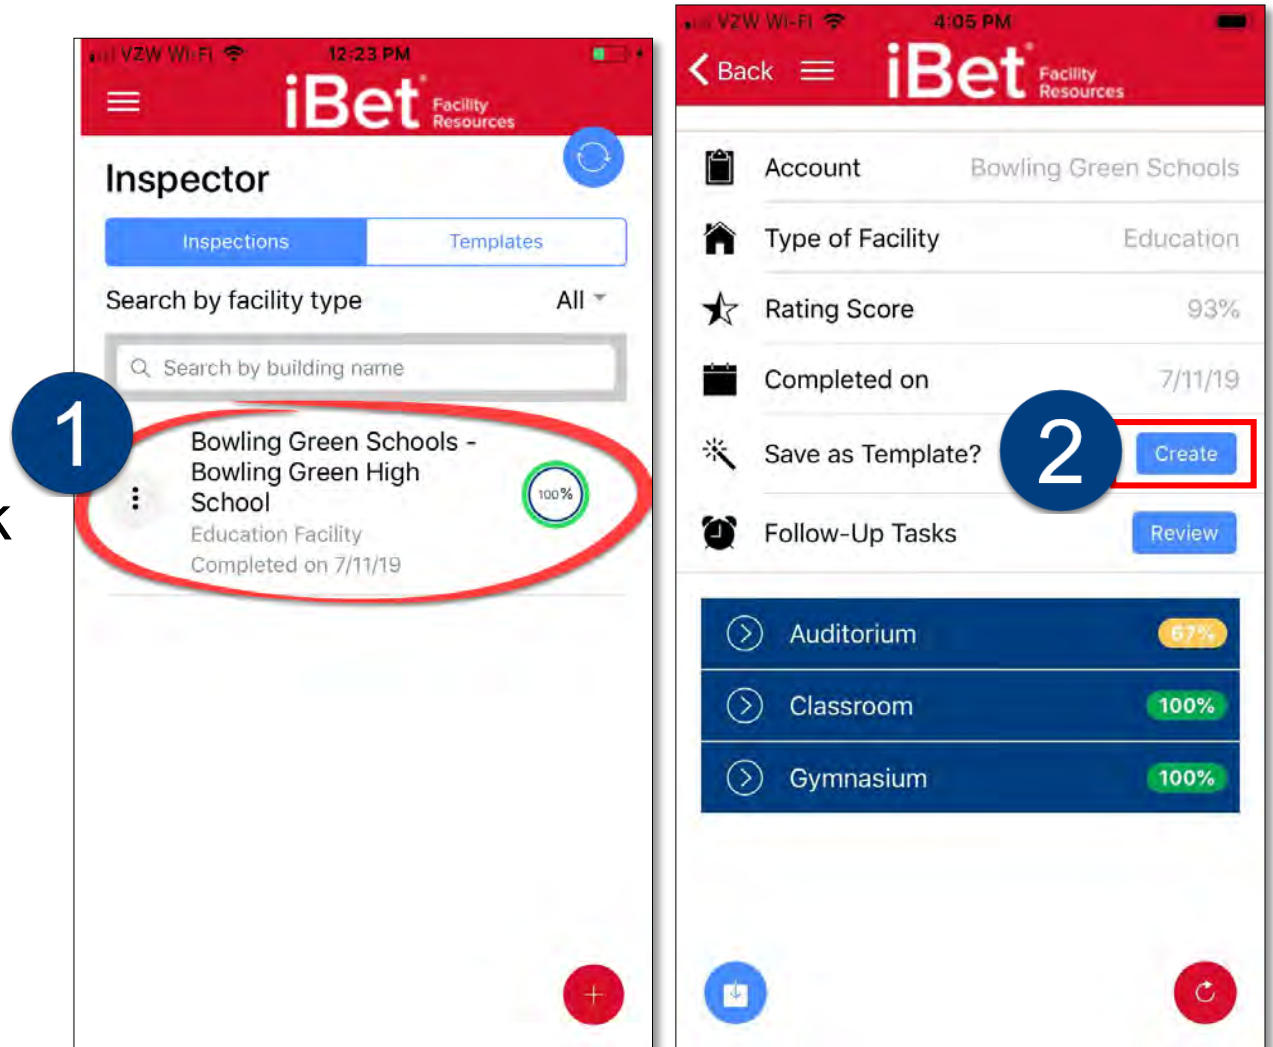 VZW Wi-Fi 12:23 PM
iBet Facility
Resources
Inspector
Inspections Templates
Search by facility type All
Search by building name
1
Bowling Green Schools -
Bowling Green High
School
100%
Education Facility
Completed on 7/11/19
k
VZW Wi-Fi 4:05 PM
Back iBet Facility
Resources
Account Bowling Green Schools
Type of Facility Education
Rating Score 93%
Completed on 7/11/19
Save as Template? 2 Create
Follow-Up Tasks Review
Auditorium 67%
Classroom 100%
Gymnasium 100%